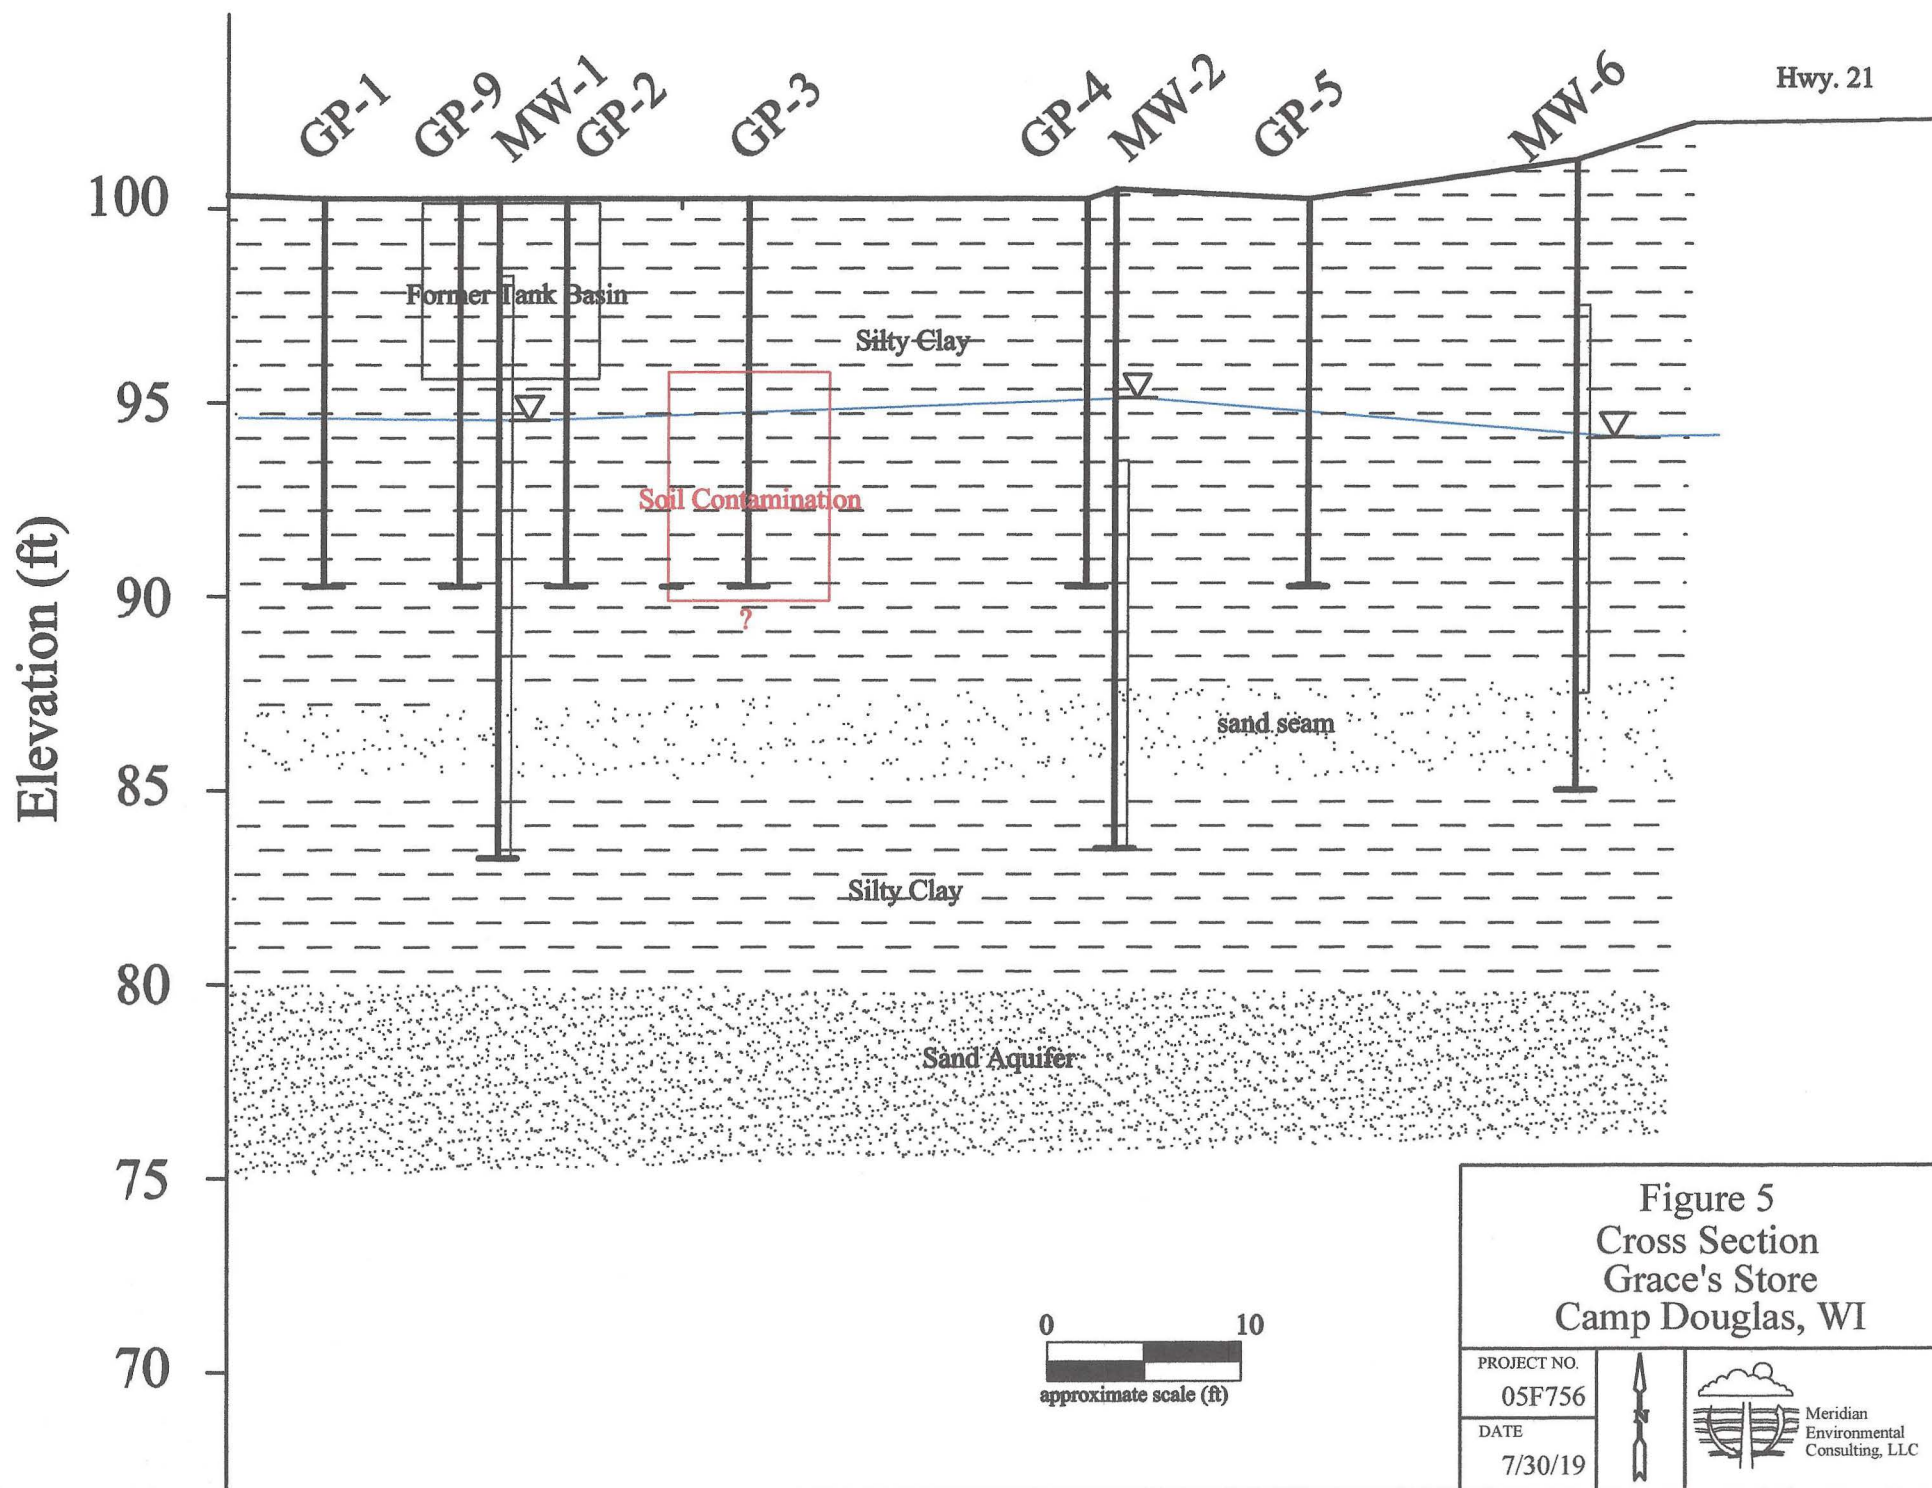 GP-1
GP-9
MW-1
GP-2
GP-3
GP-4
MW-2
GP-5
MW-6
Hwy. 21
Elevation (ft)
100
95
90
85
80
75
70
Former Tank Basin
Silty Clay
Soil Contamination
?
sand seam
Silty Clay
Sand Aquifer
0 10
approximate scale (ft)
Figure 5
Cross Section
Grace's Store
Camp Douglas, WI
PROJECT NO.
05F756
DATE
7/30/19
N
Meridian
Environmental
Consulting, LLC